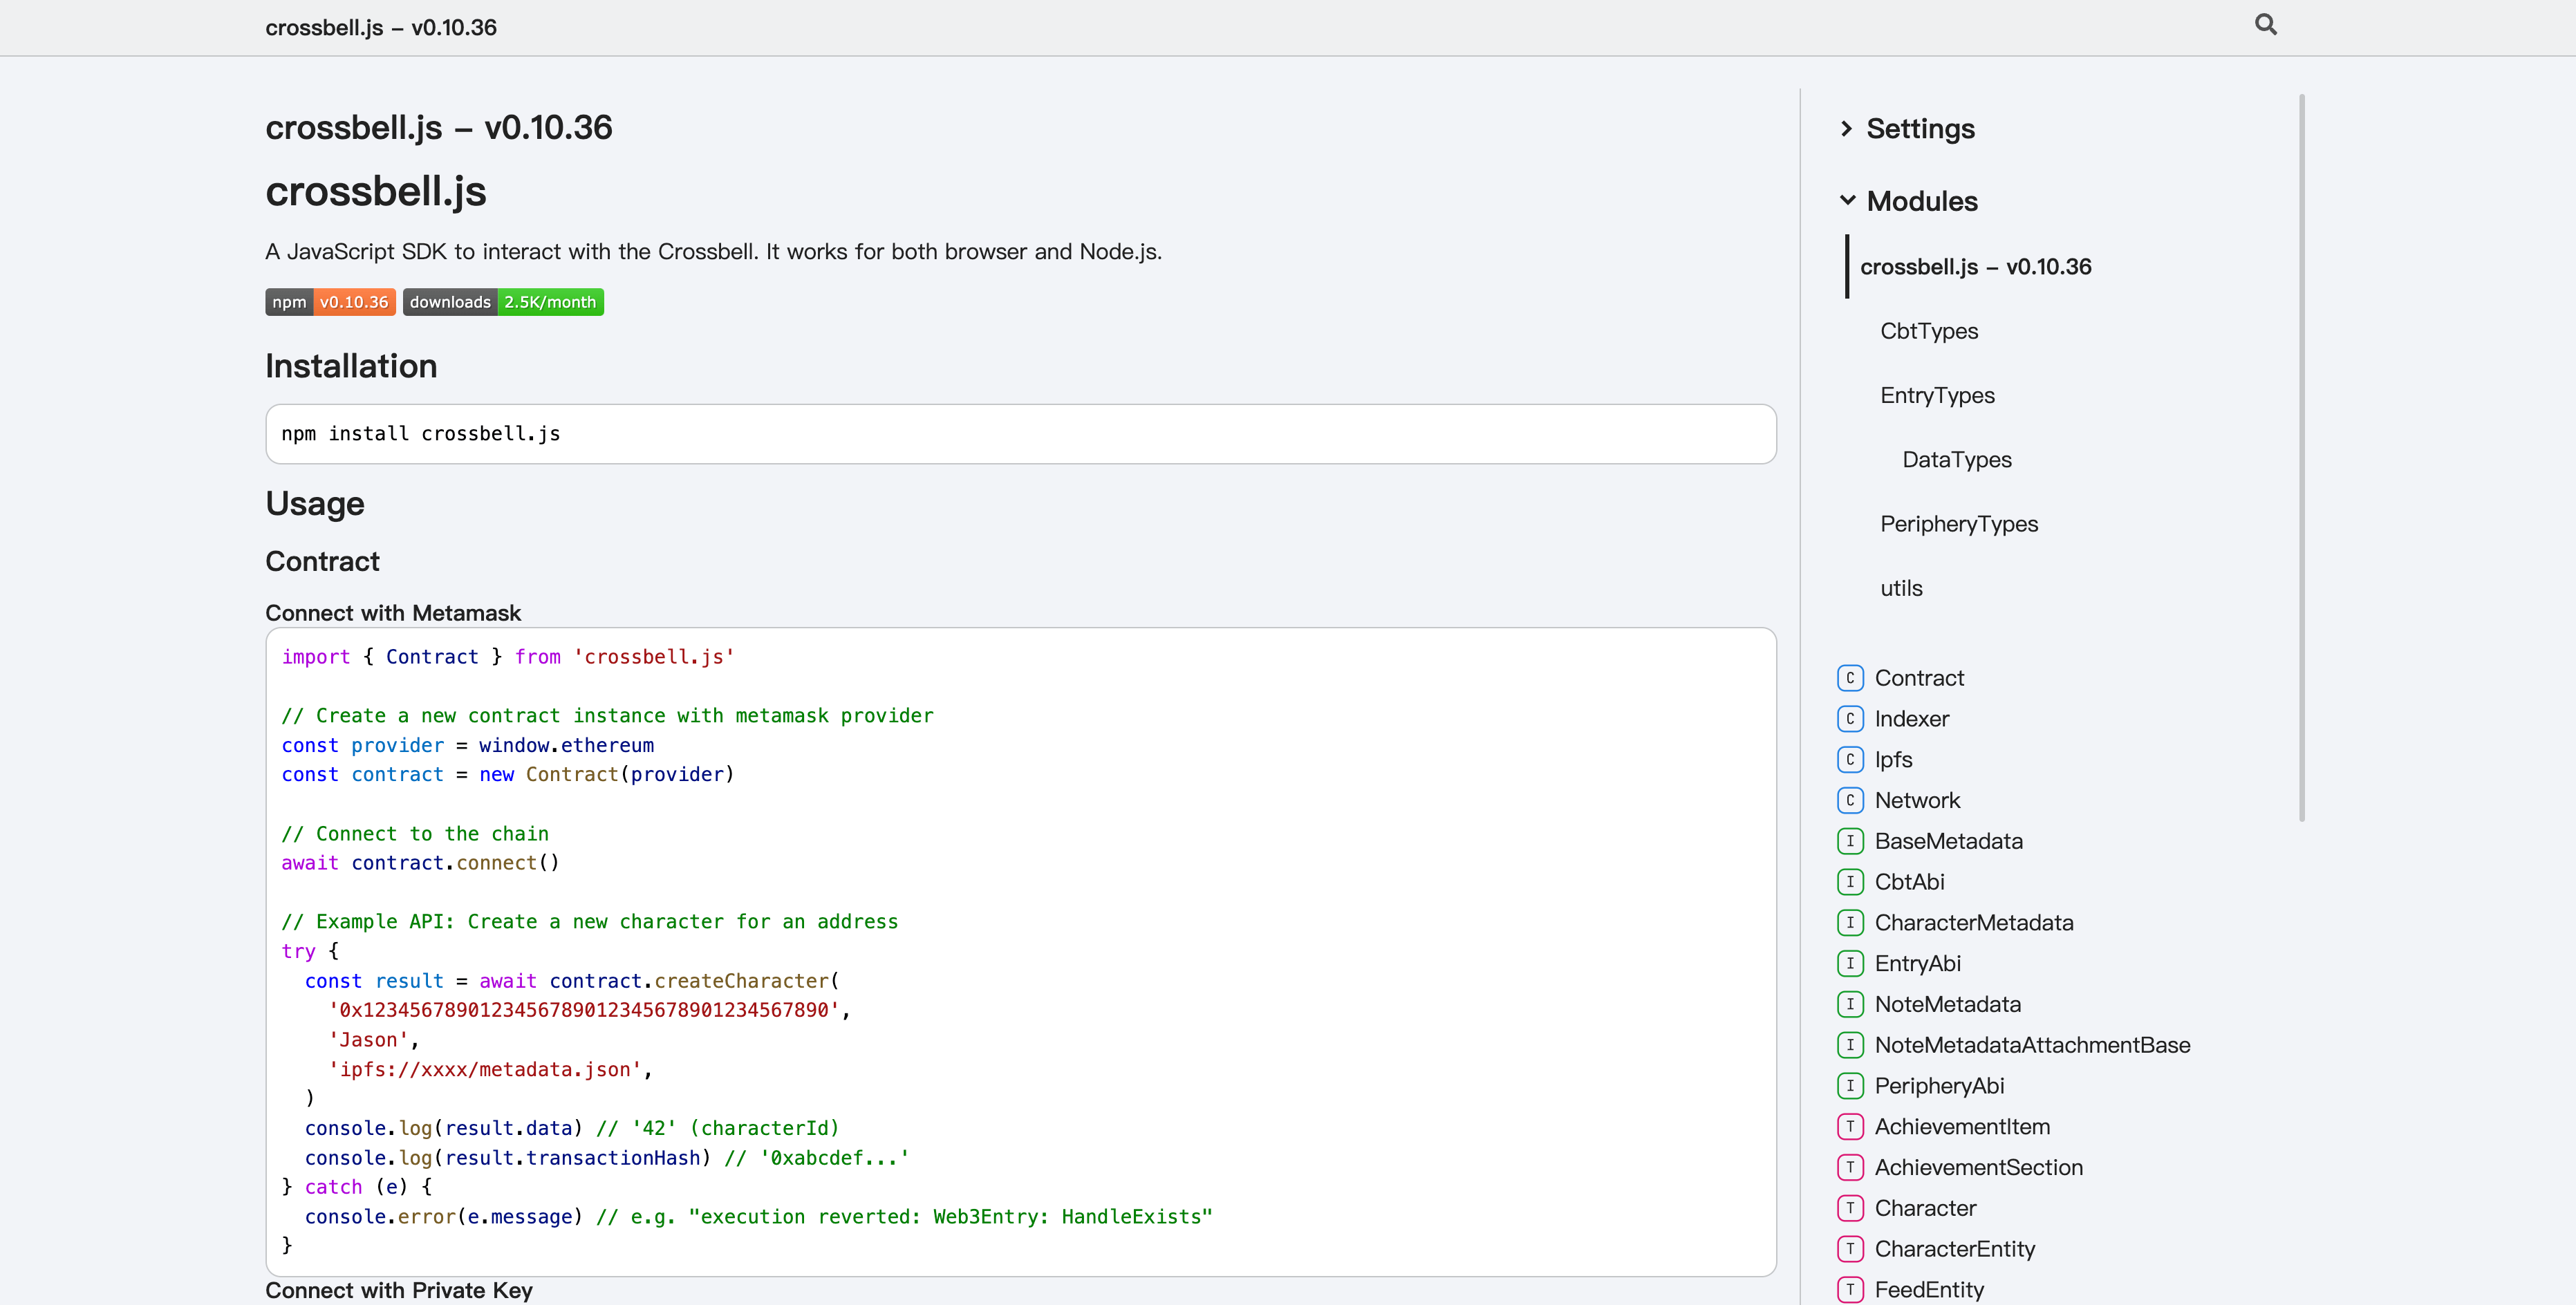 crossbell.js – v0.10.36
crossbell.js – v0.10.36
crossbell.js
A JavaScript SDK to interact with the Crossbell. It works for both browser and Node.js.
npm v0.10.36 downloads 2.5K/month
Installation
npm install crossbell.js
Usage
Contract
Connect with Metamask
import { Contract } from 'crossbell.js'
// Create a new contract instance with metamask provider
const provider = window.ethereum
const contract = new Contract(provider)
// Connect to the chain
await contract.connect()
// Example API: Create a new character for an address
try {
  const result = await contract.createCharacter(
    '0x1234567890123456789012345678901234567890',
    'Jason',
    'ipfs://xxxx/metadata.json',
  )
  console.log(result.data) // '42' (characterId)
  console.log(result.transactionHash) // '0xabcdef...'
} catch (e) {
  console.error(e.message) // e.g. "execution reverted: Web3Entry: HandleExists"
}
Connect with Private Key
Settings
Modules
crossbell.js – v0.10.36
CbtTypes
EntryTypes
DataTypes
PeripheryTypes
utils
C Contract
C Indexer
C Ipfs
C Network
I BaseMetadata
I CbtAbi
I CharacterMetadata
I EntryAbi
I NoteMetadata
I NoteMetadataAttachmentBase
I PeripheryAbi
T AchievementItem
T AchievementSection
T Character
T CharacterEntity
T FeedEntity